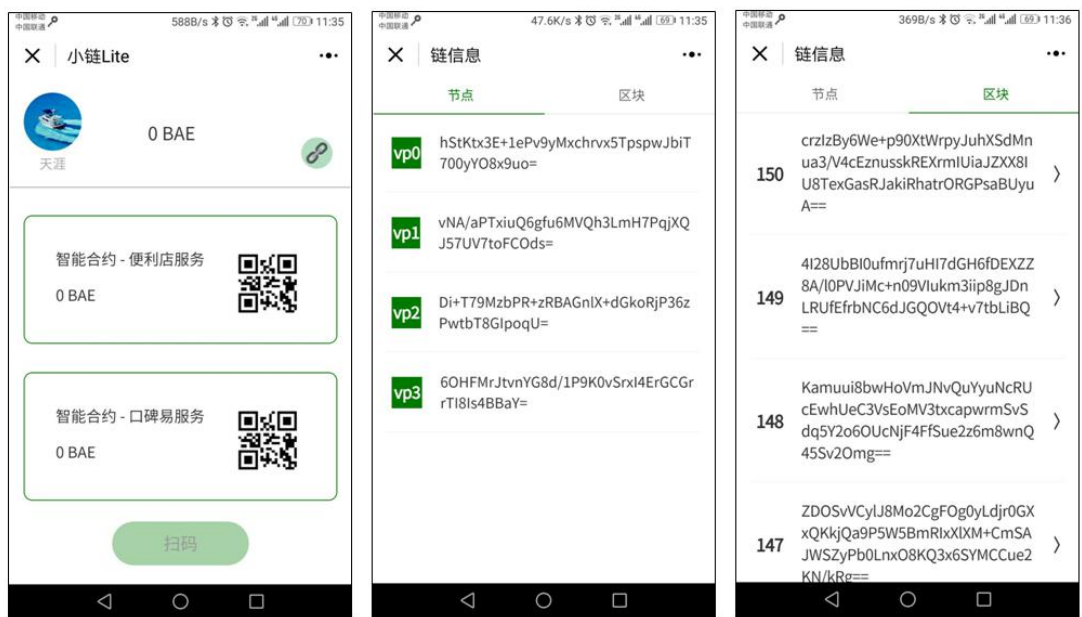 中国移动
中国联通
588B/s
70
11:35
小链Lite
0 BAE
天涯
智能合约 - 便利店服务
0 BAE
智能合约 - 口碑易服务
0 BAE
扫码
中国移动
中国联通
47.6K/s
69
11:35
链信息
节点
区块
vp0
hStKtx3E+1ePv9yMxchrvx5TpspwJbiT
700yYO8x9uo=
vp1
vNA/aPTxiuQ6gfu6MVQh3LmH7PqjXQ
J57UV7toFCOds=
vp2
Di+T79MzbPR+zRBAGnlX+dGkoRjP36z
PwtbT8GIpoqU=
vp3
6OHFMrJtvnYG8d/1P9K0vSrxI4ErGCGr
rTI8Is4BBaY=
中国移动
中国联通
369B/s
69
11:36
链信息
节点
区块
150
crzIzBy6We+p90XtWrpyJuhXSdMn
ua3/V4cEznusskREXrmIUiaJZXX8I
U8TexGasRJakiRhatrORGPsaBUyu
A==
149
4I28UbBI0ufmrj7uHI7dGH6fDEXZZ
8A/l0PVJiMc+n09VIukm3iip8gJDn
LRUfEfrbNC6dJGQOVt4+v7tbLiBQ
==
148
Kamuui8bwHoVmJNvQuYyuNcRU
cEwhUeC3VsEoMV3txcapwrmSvS
dq5Y2o6OUcNjF4FfSue2z6m8wnQ
45Sv2Omg==
147
ZDOSvVCylJ8Mo2CgFOg0yLdjr0GX
xQKkjQa9P5W5BmRIxXlXM+CmSA
JWSZyPb0LnxO8KQ3x6SYMCCue2
KN/kRg==